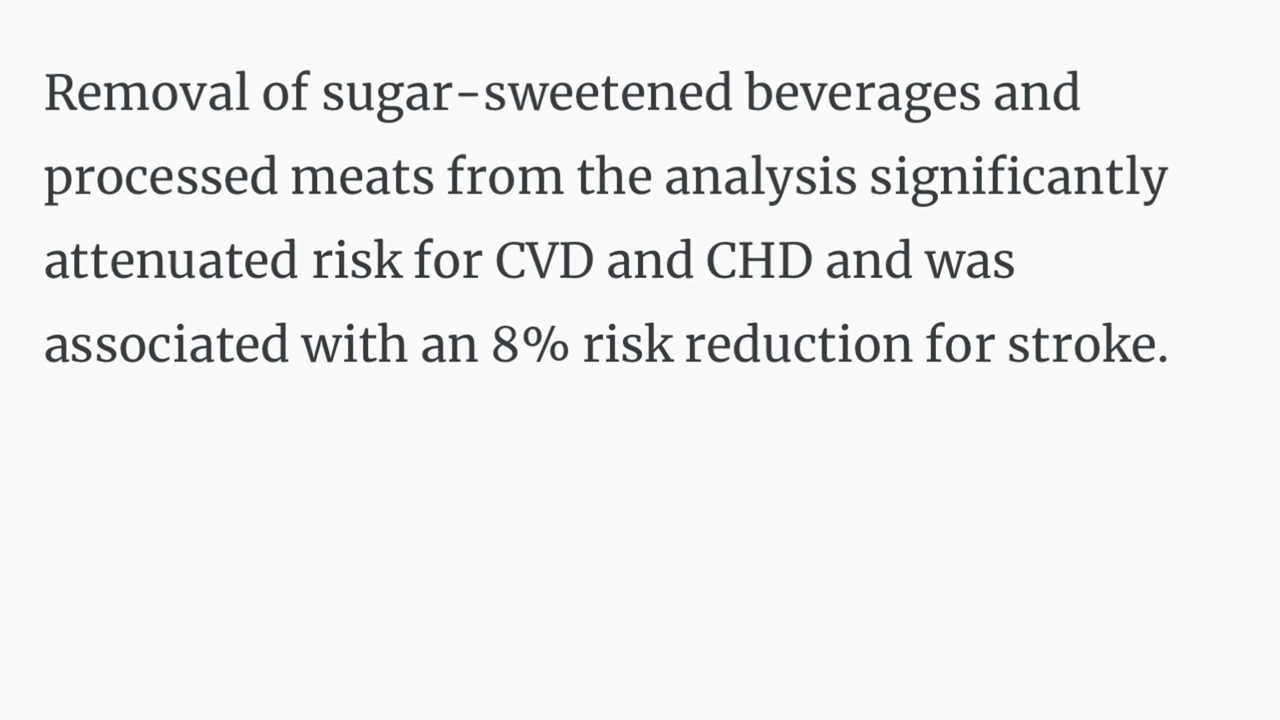 Removal of sugar-sweetened beverages and
processed meats from the analysis significantly
attenuated risk for CVD and CHD and was
associated with an 8% risk reduction for stroke.